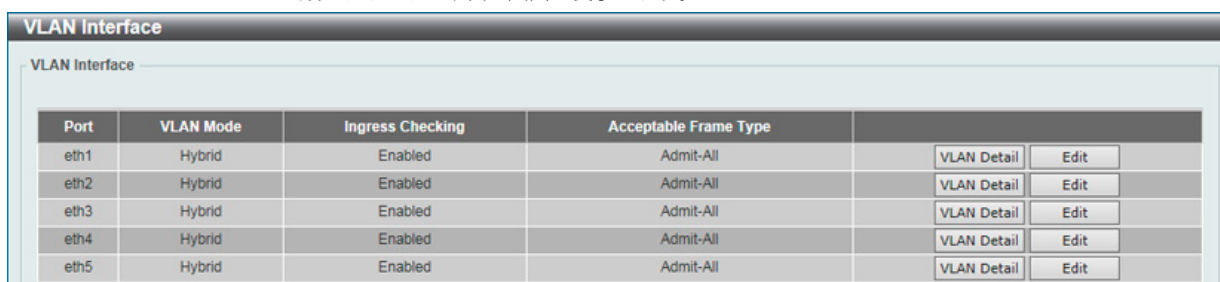 VLAN Interface
VLAN Interface
Port VLAN Mode Ingress Checking Acceptable Frame Type
eth1 Hybrid Enabled Admit-All VLAN Detail Edit
eth2 Hybrid Enabled Admit-All VLAN Detail Edit
eth3 Hybrid Enabled Admit-All VLAN Detail Edit
eth4 Hybrid Enabled Admit-All VLAN Detail Edit
eth5 Hybrid Enabled Admit-All VLAN Detail Edit